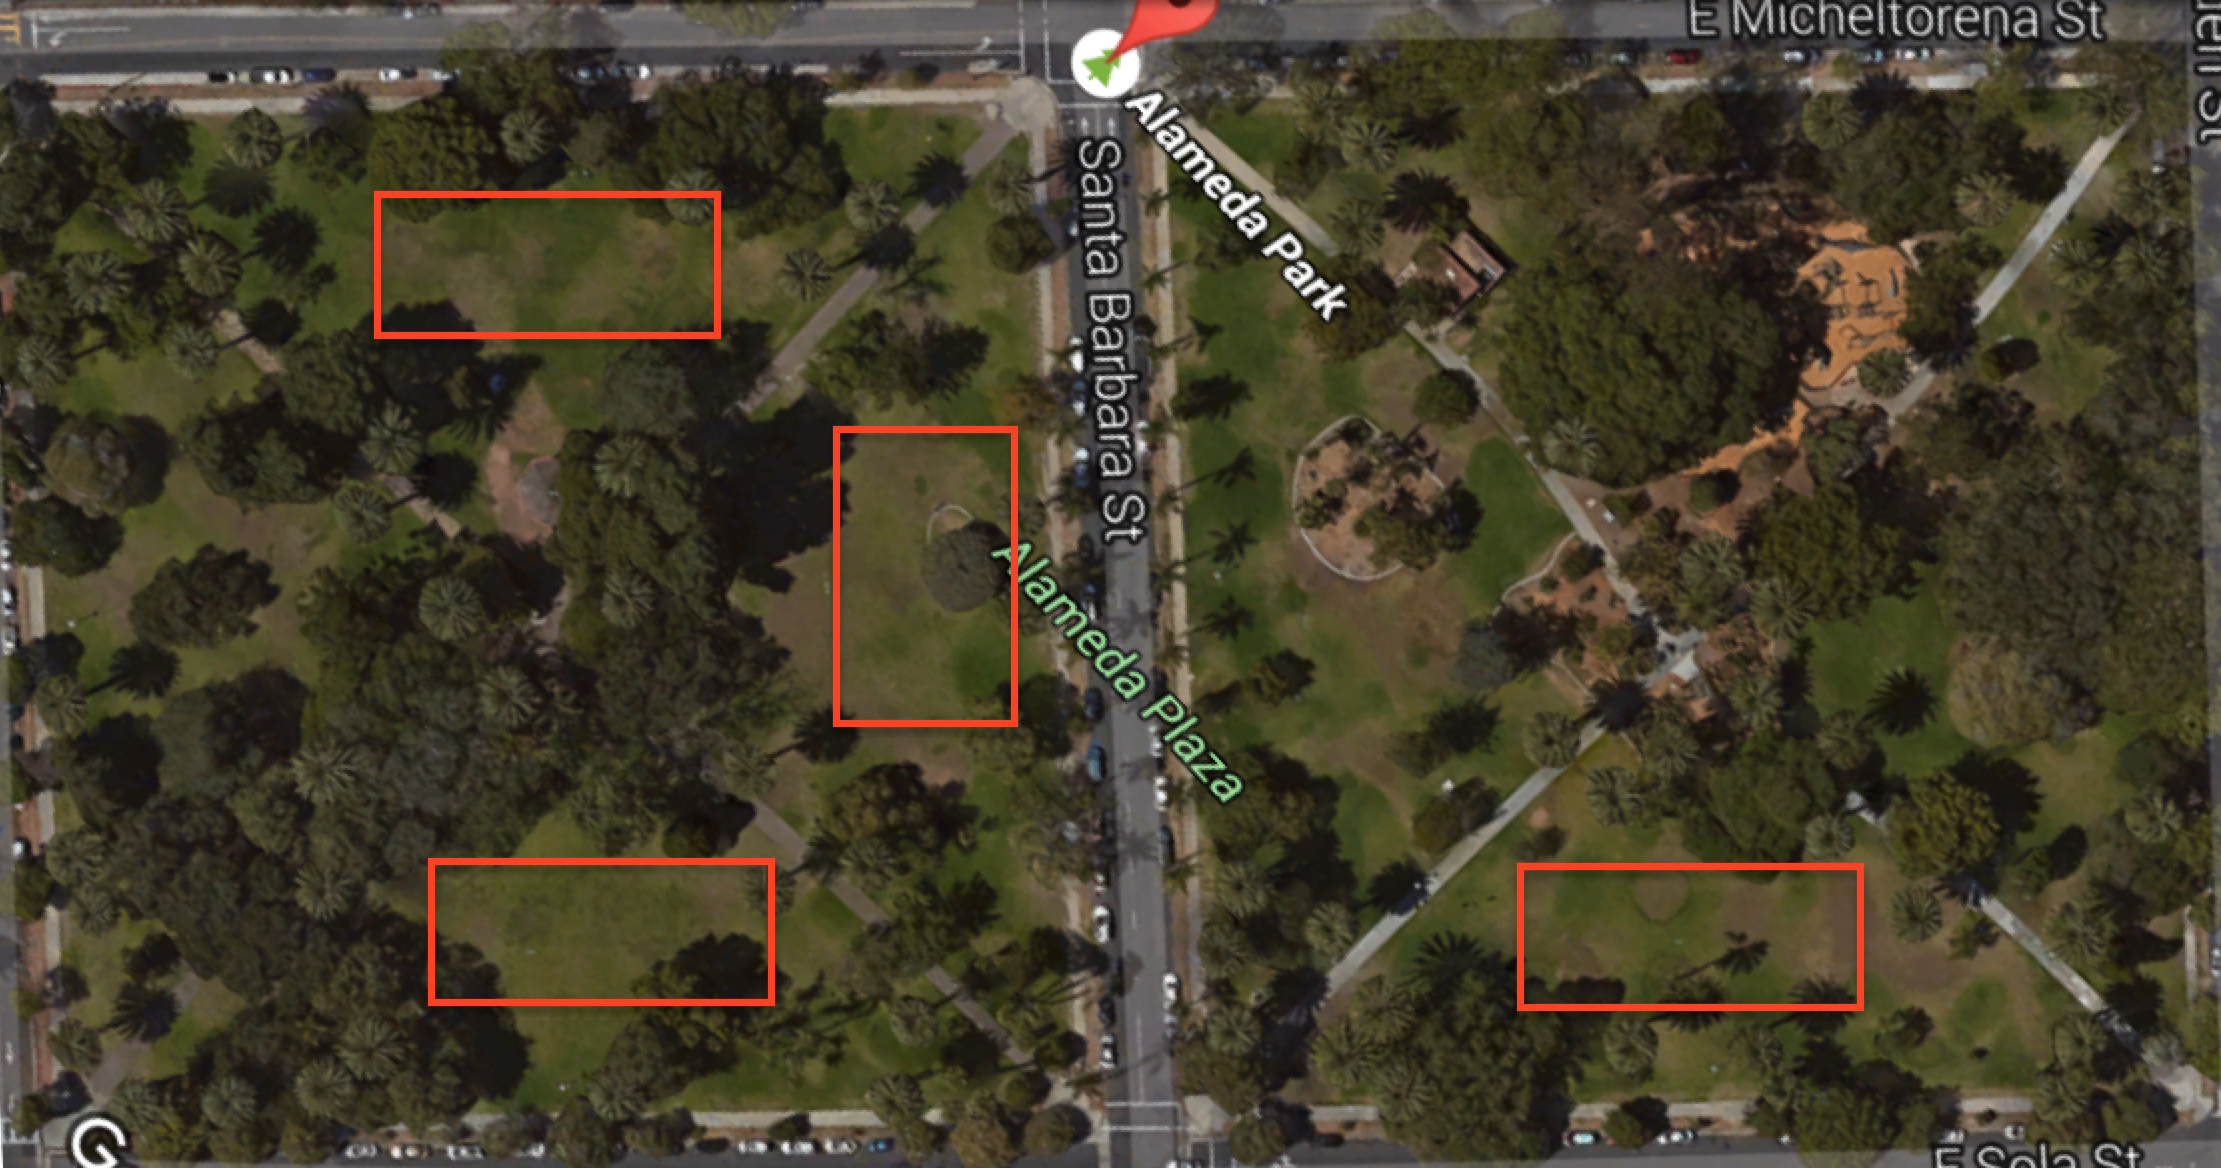 E Micheltorena St
Alameda Park
Santa Barbara St
Alameda Plaza
E Sola St
G